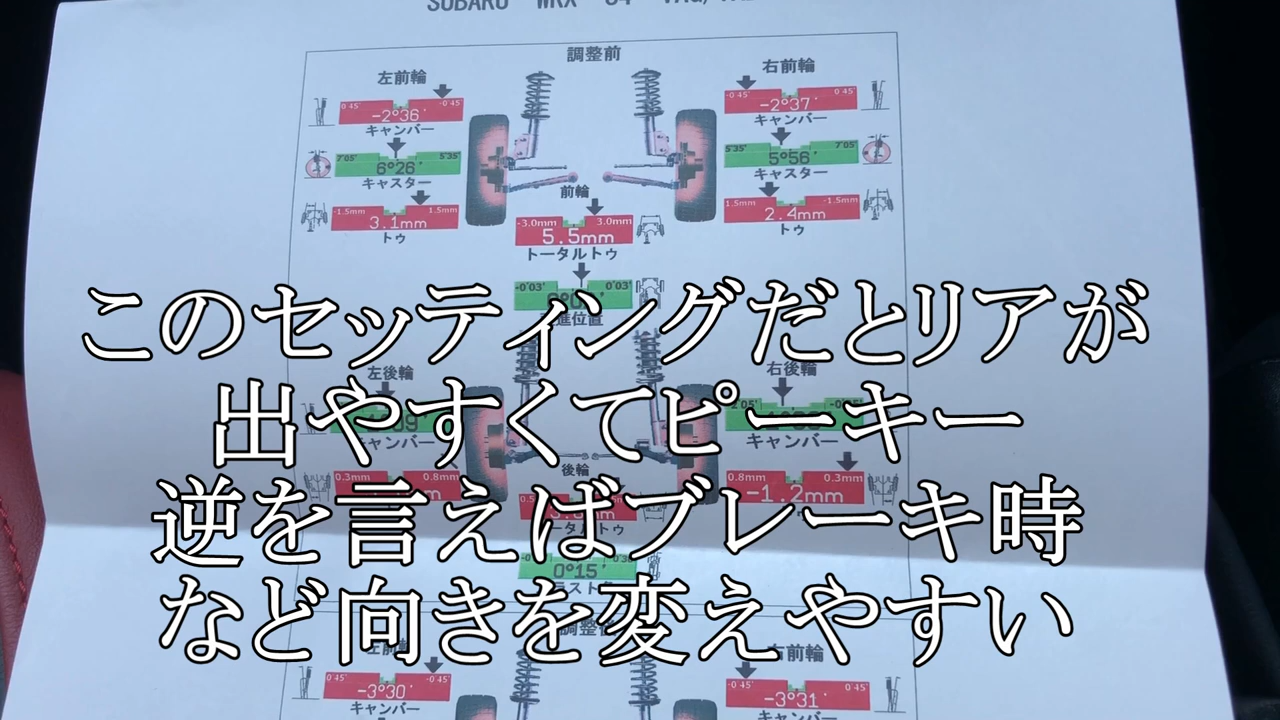 SUBARU WRX S4
調整前
左前輪
右前輪
0°45' -0°45'
-2°36'
キャンバー
-0°45' 0°45'
-2°37'
キャンバー
7°05' 5°35'
6°26'
キャスター
5°35' 7°05'
5°56'
キャスター
-1.5mm 1.5mm
3.1mm
トゥ
1.5mm -1.5mm
2.4mm
トゥ
前輪
-3.0mm 3.0mm
5.5mm
トータルトゥ
-0°03' 0°03'
このセッティングだとリアが
出やすくてピーキー
逆を言えばブレーキ時
など向きを変えやすい
左後輪
右後輪
キャンバー
キャンバー
後輪
0.3mm 0.8mm
0.8mm 0.3mm
-1.2mm
0°15'
左前輪
右前輪
-3°30'
キャンバー
-0°45' 0°45'
-3°31'
キャンバー